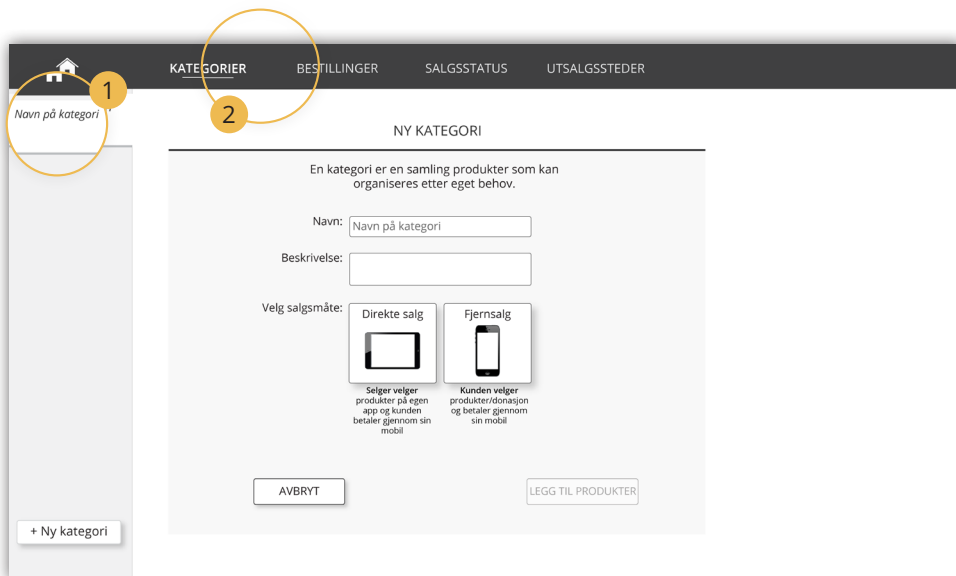 KATEGORIER
BESTILLINGER
SALGSSTATUS
UTSALGSSTEDER
1
Navn på kategori
2
NY KATEGORI
En kategori er en samling produkter som kan
organiseres etter eget behov.
Navn:
Navn på kategori
Beskrivelse:
Velg salgsmåte:
Direkte salg
Selger velger
produkter på egen
app og kunden
betaler gjennom sin
mobil
Fjernsalg
Kunden velger
produkter/donasjon
og betaler gjennom
sin mobil
AVBRYT
LEGG TIL PRODUKTER
+ Ny kategori